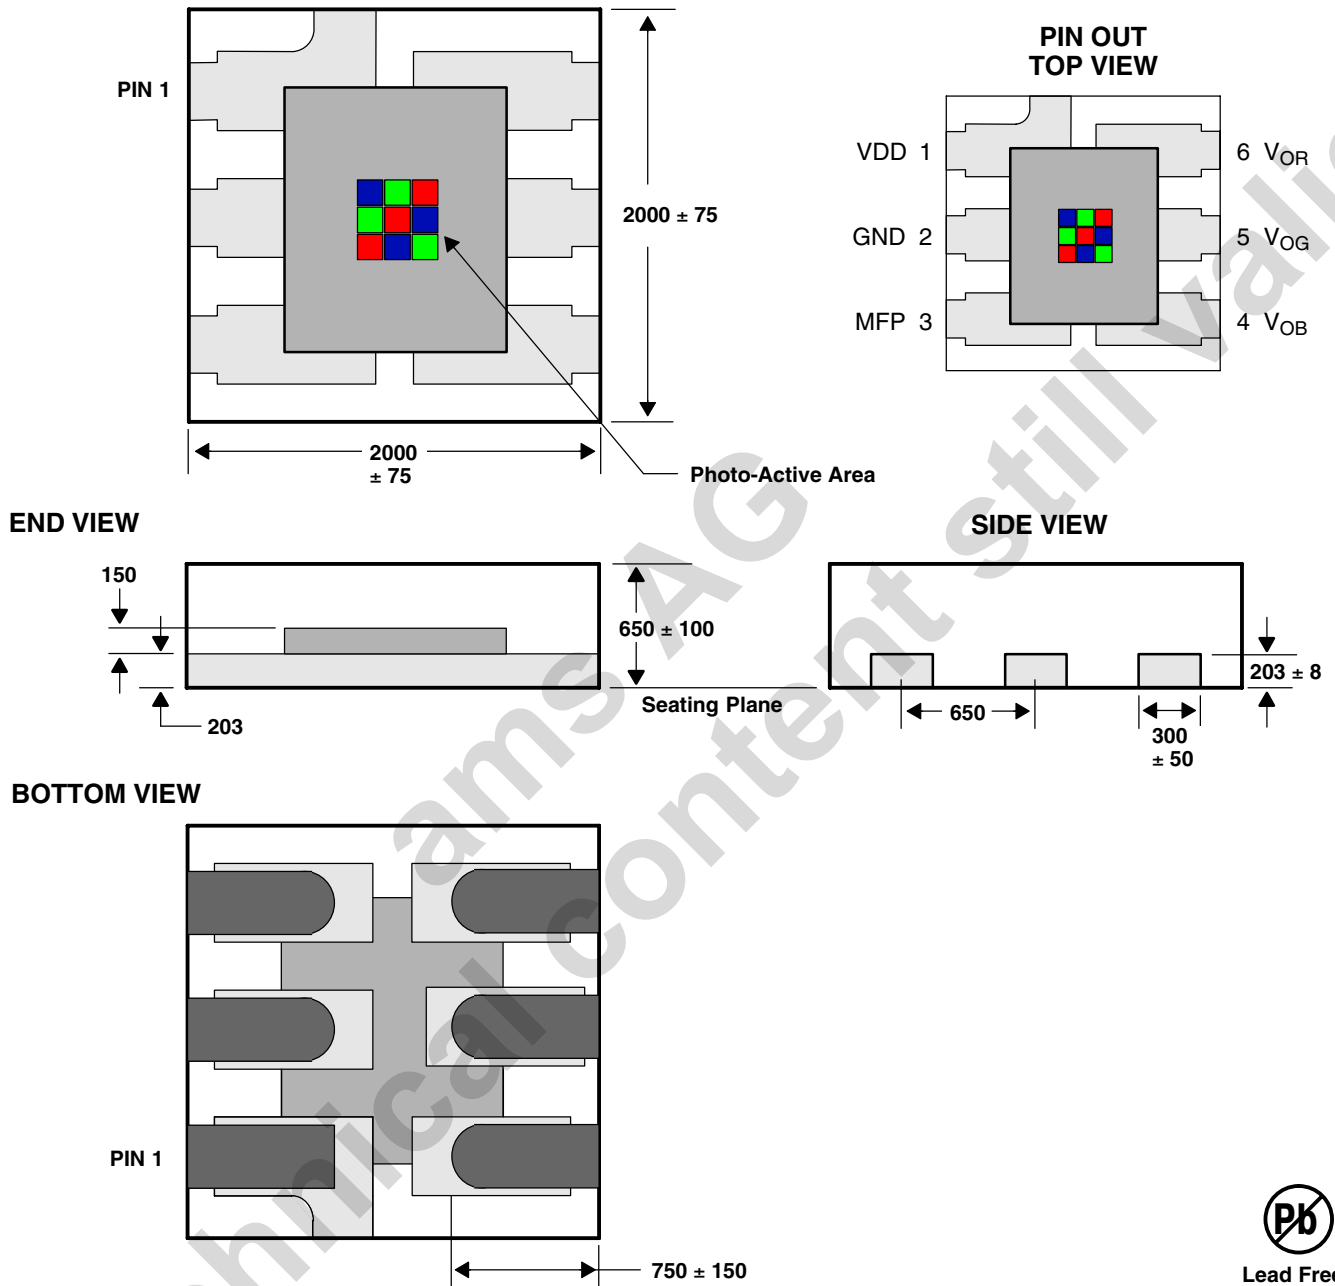 PIN OUT
TOP VIEW
PIN 1
VDD 1
6 VOR
2000 ± 75
GND 2
5 VOG
MFP 3
4 VOB
2000
± 75
Photo-Active Area
END VIEW
SIDE VIEW
150
650 ± 100
203 ± 8
Seating Plane
203
650
300
± 50
BOTTOM VIEW
PIN 1
750 ± 150
Pb
Lead Free
ams AG
content still